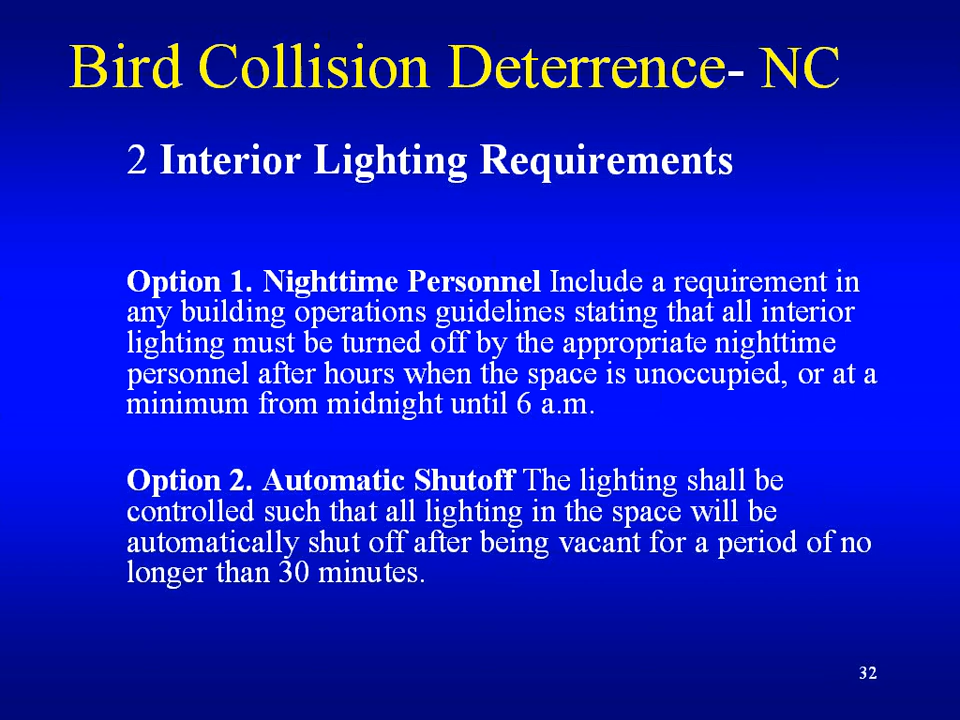 Bird Collision Deterrence- NC
2 Interior Lighting Requirements
Option 1. Nighttime Personnel Include a requirement in
any building operations guidelines stating that all interior
lighting must be turned off by the appropriate nighttime
personnel after hours when the space is unoccupied, or at a
minimum from midnight until 6 a.m.
Option 2. Automatic Shutoff The lighting shall be
controlled such that all lighting in the space will be
automatically shut off after being vacant for a period of no
longer than 30 minutes.
32